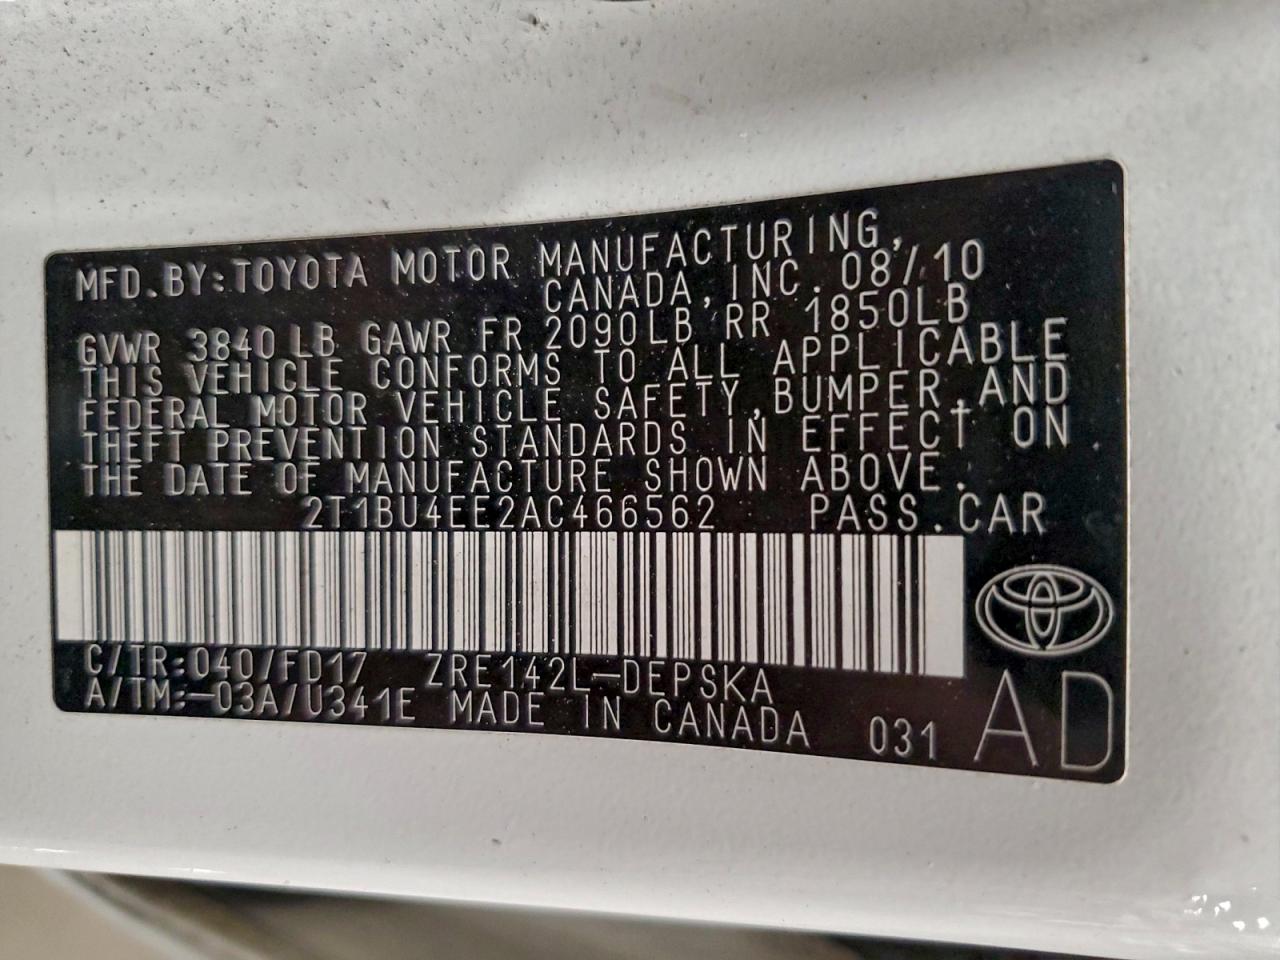 MFD.BY:TOYOTA MOTOR MANUFACTURING,
CANADA, INC. 08/10
GVWR 3840 LB GAWR FR 2090LB RR 1850LB
THIS VEHICLE CONFORMS TO ALL APPLICABLE
FEDERAL MOTOR VEHICLE SAFETY,BUMPER,AND
THEFT PREVENTION STANDARDS IN EFFECT ON
THE DATE OF MANUFACTURE SHOWN ABOVE.
2T1BU4EE2AC466562 PASS.CAR
C/TR:040/FD17 ZRE142L-DEPSKA
A/TM:-03A/U341E MADE IN CANADA 031 AD